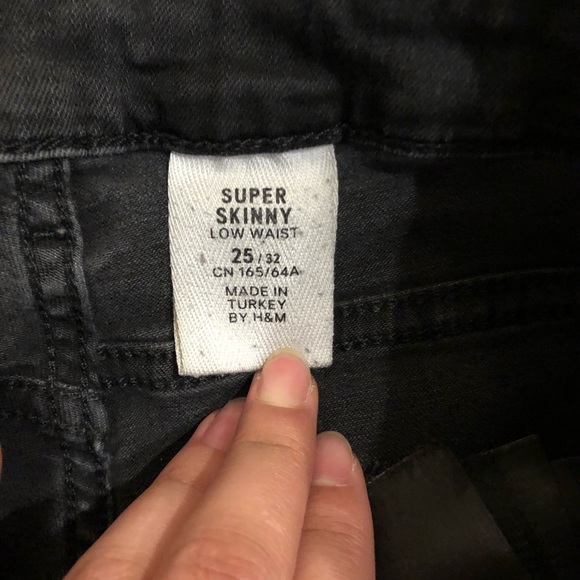 SUPER
SKINNY
LOW WAIST
25 / 32
CN 165/64A
MADE IN
TURKEY
BY H&M